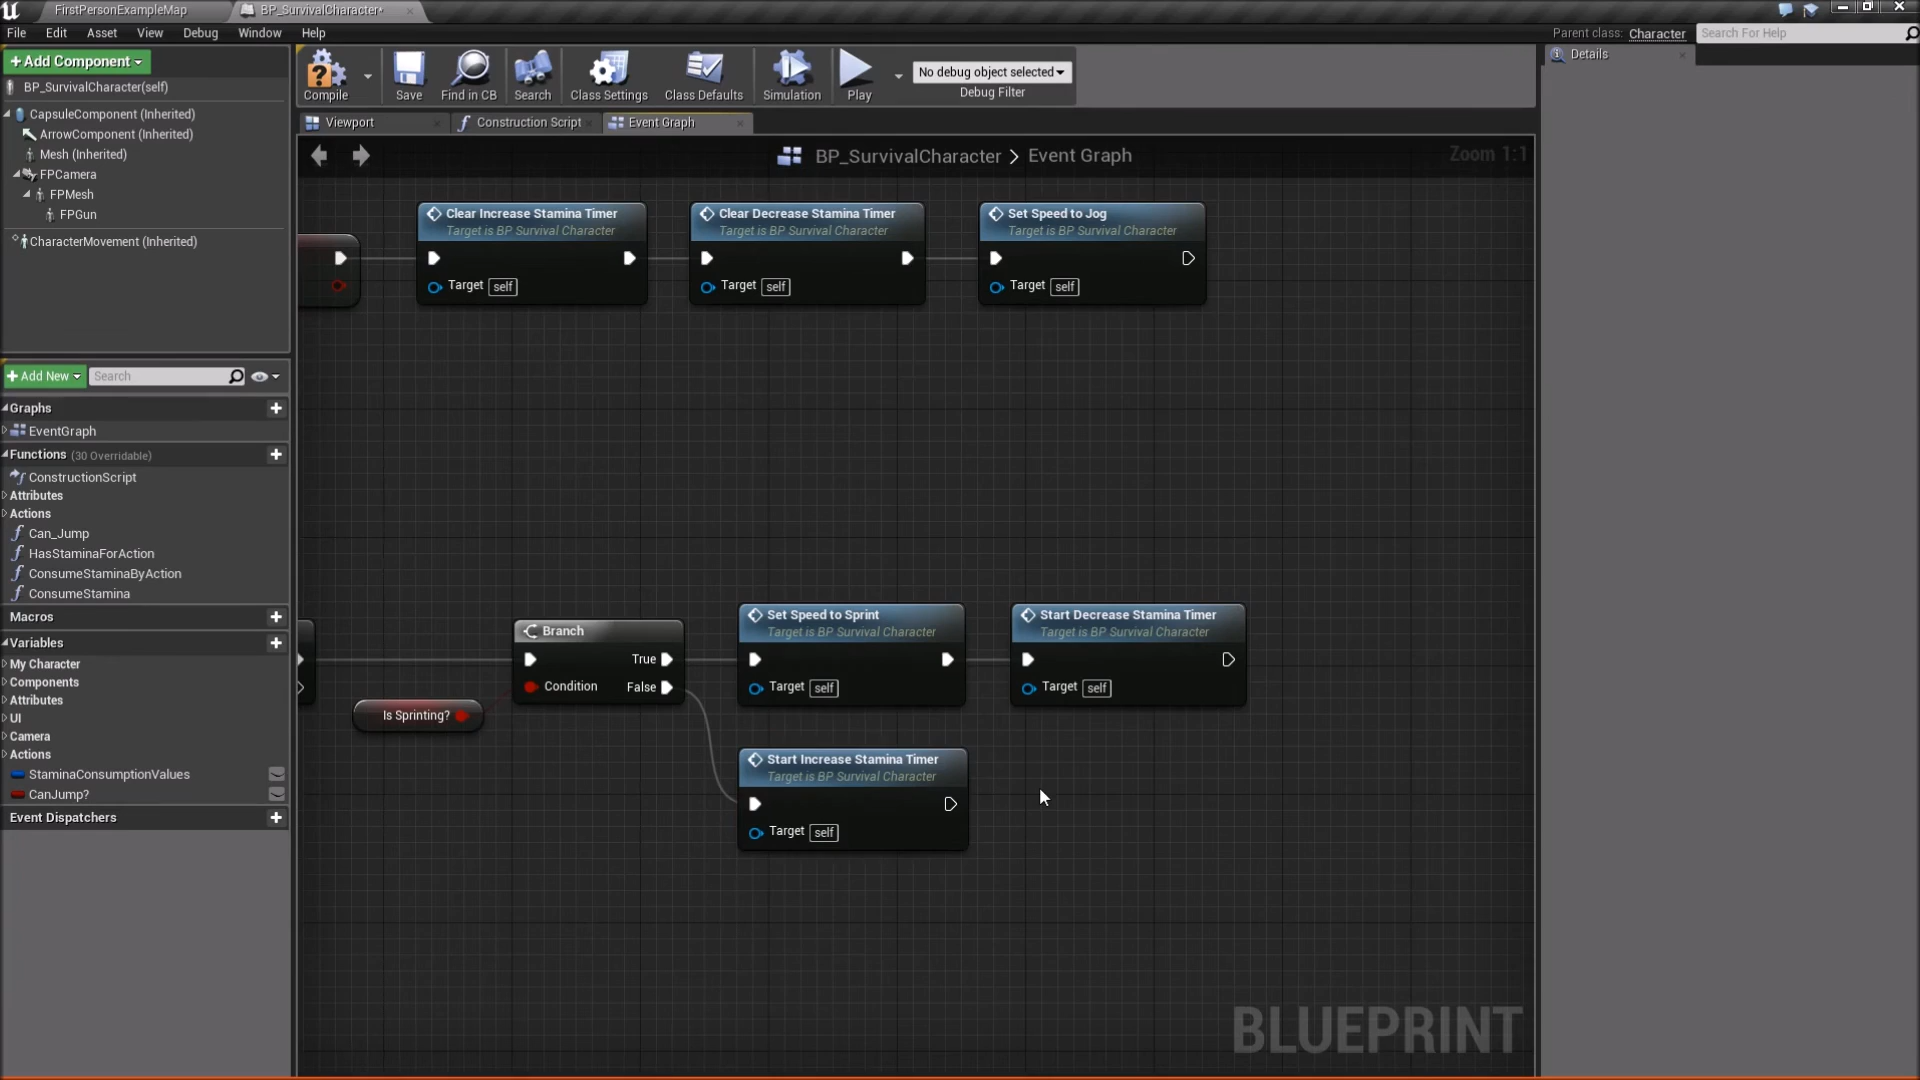 FirstPersonExampleMap
BP_SurvivalCharacter*
File Edit Asset View Debug Window Help
Parent class: Character
Search For Help
+Add Component
BP_SurvivalCharacter(self)
CapsuleComponent (Inherited)
ArrowComponent (Inherited)
Mesh (Inherited)
FPCamera
FPMesh
FPGun
CharacterMovement (Inherited)
Compile
Save
Find in CB
Search
Class Settings
Class Defaults
Simulation
Play
No debug object selected
Debug Filter
Details
Viewport
Construction Script
Event Graph
BP_SurvivalCharacter > Event Graph
Zoom 1:1
+Add New
Search
Graphs
EventGraph
Functions (30 Overridable)
ConstructionScript
Attributes
Actions
Can_Jump
HasStaminaForAction
ConsumeStaminaByAction
ConsumeStamina
Macros
Variables
My Character
Components
Attributes
UI
Camera
Actions
StaminaConsumptionValues
CanJump?
Event Dispatchers
Clear Increase Stamina Timer
Target is BP Survival Character
Target self
Clear Decrease Stamina Timer
Target is BP Survival Character
Target self
Set Speed to Jog
Target is BP Survival Character
Target self
Is Sprinting?
Branch
True
Condition False
Set Speed to Sprint
Target is BP Survival Character
Target self
Start Decrease Stamina Timer
Target is BP Survival Character
Target self
Start Increase Stamina Timer
Target is BP Survival Character
Target self
BLUEPRINT